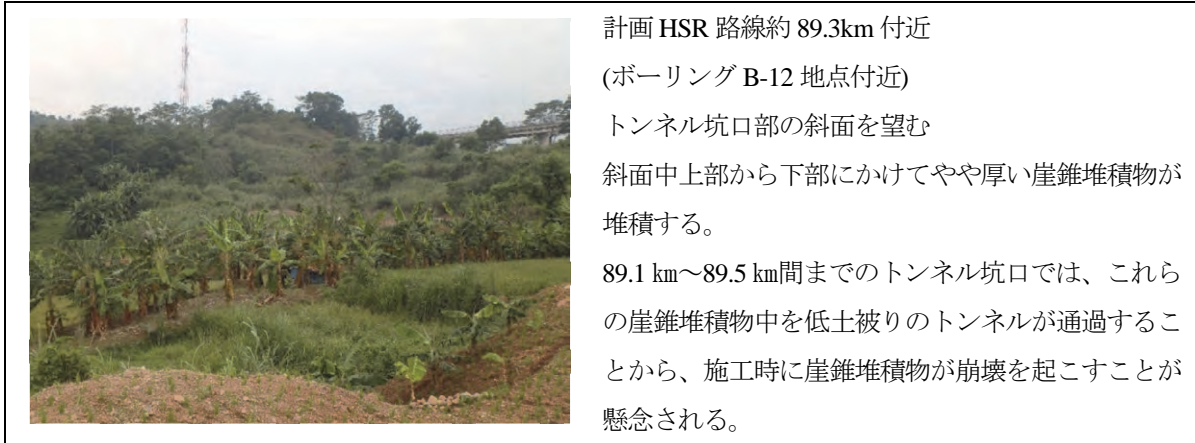 計画 HSR 路線約 89.3km 付近
(ボーリング B-12 地点付近)
トンネル坑口部の斜面を望む
斜面中上部から下部にかけてやや厚い崖錐堆積物が
堆積する。
89.1 ㎞～89.5 ㎞間までのトンネル坑口では、これら
の崖錐堆積物中を低土被りのトンネルが通過するこ
とから、施工時に崖錐堆積物が崩壊を起こすことが
懸念される。